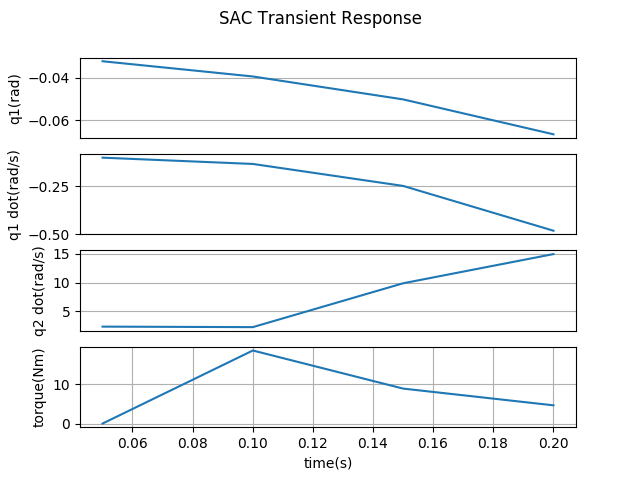 SAC Transient Response
q1(rad)
−0.04
−0.06
q1 dot(rad/s)
−0.25
−0.50
q2 dot(rad/s)
15
10
5
torque(Nm)
10
0
0.06 0.08 0.10 0.12 0.14 0.16 0.18 0.20
time(s)